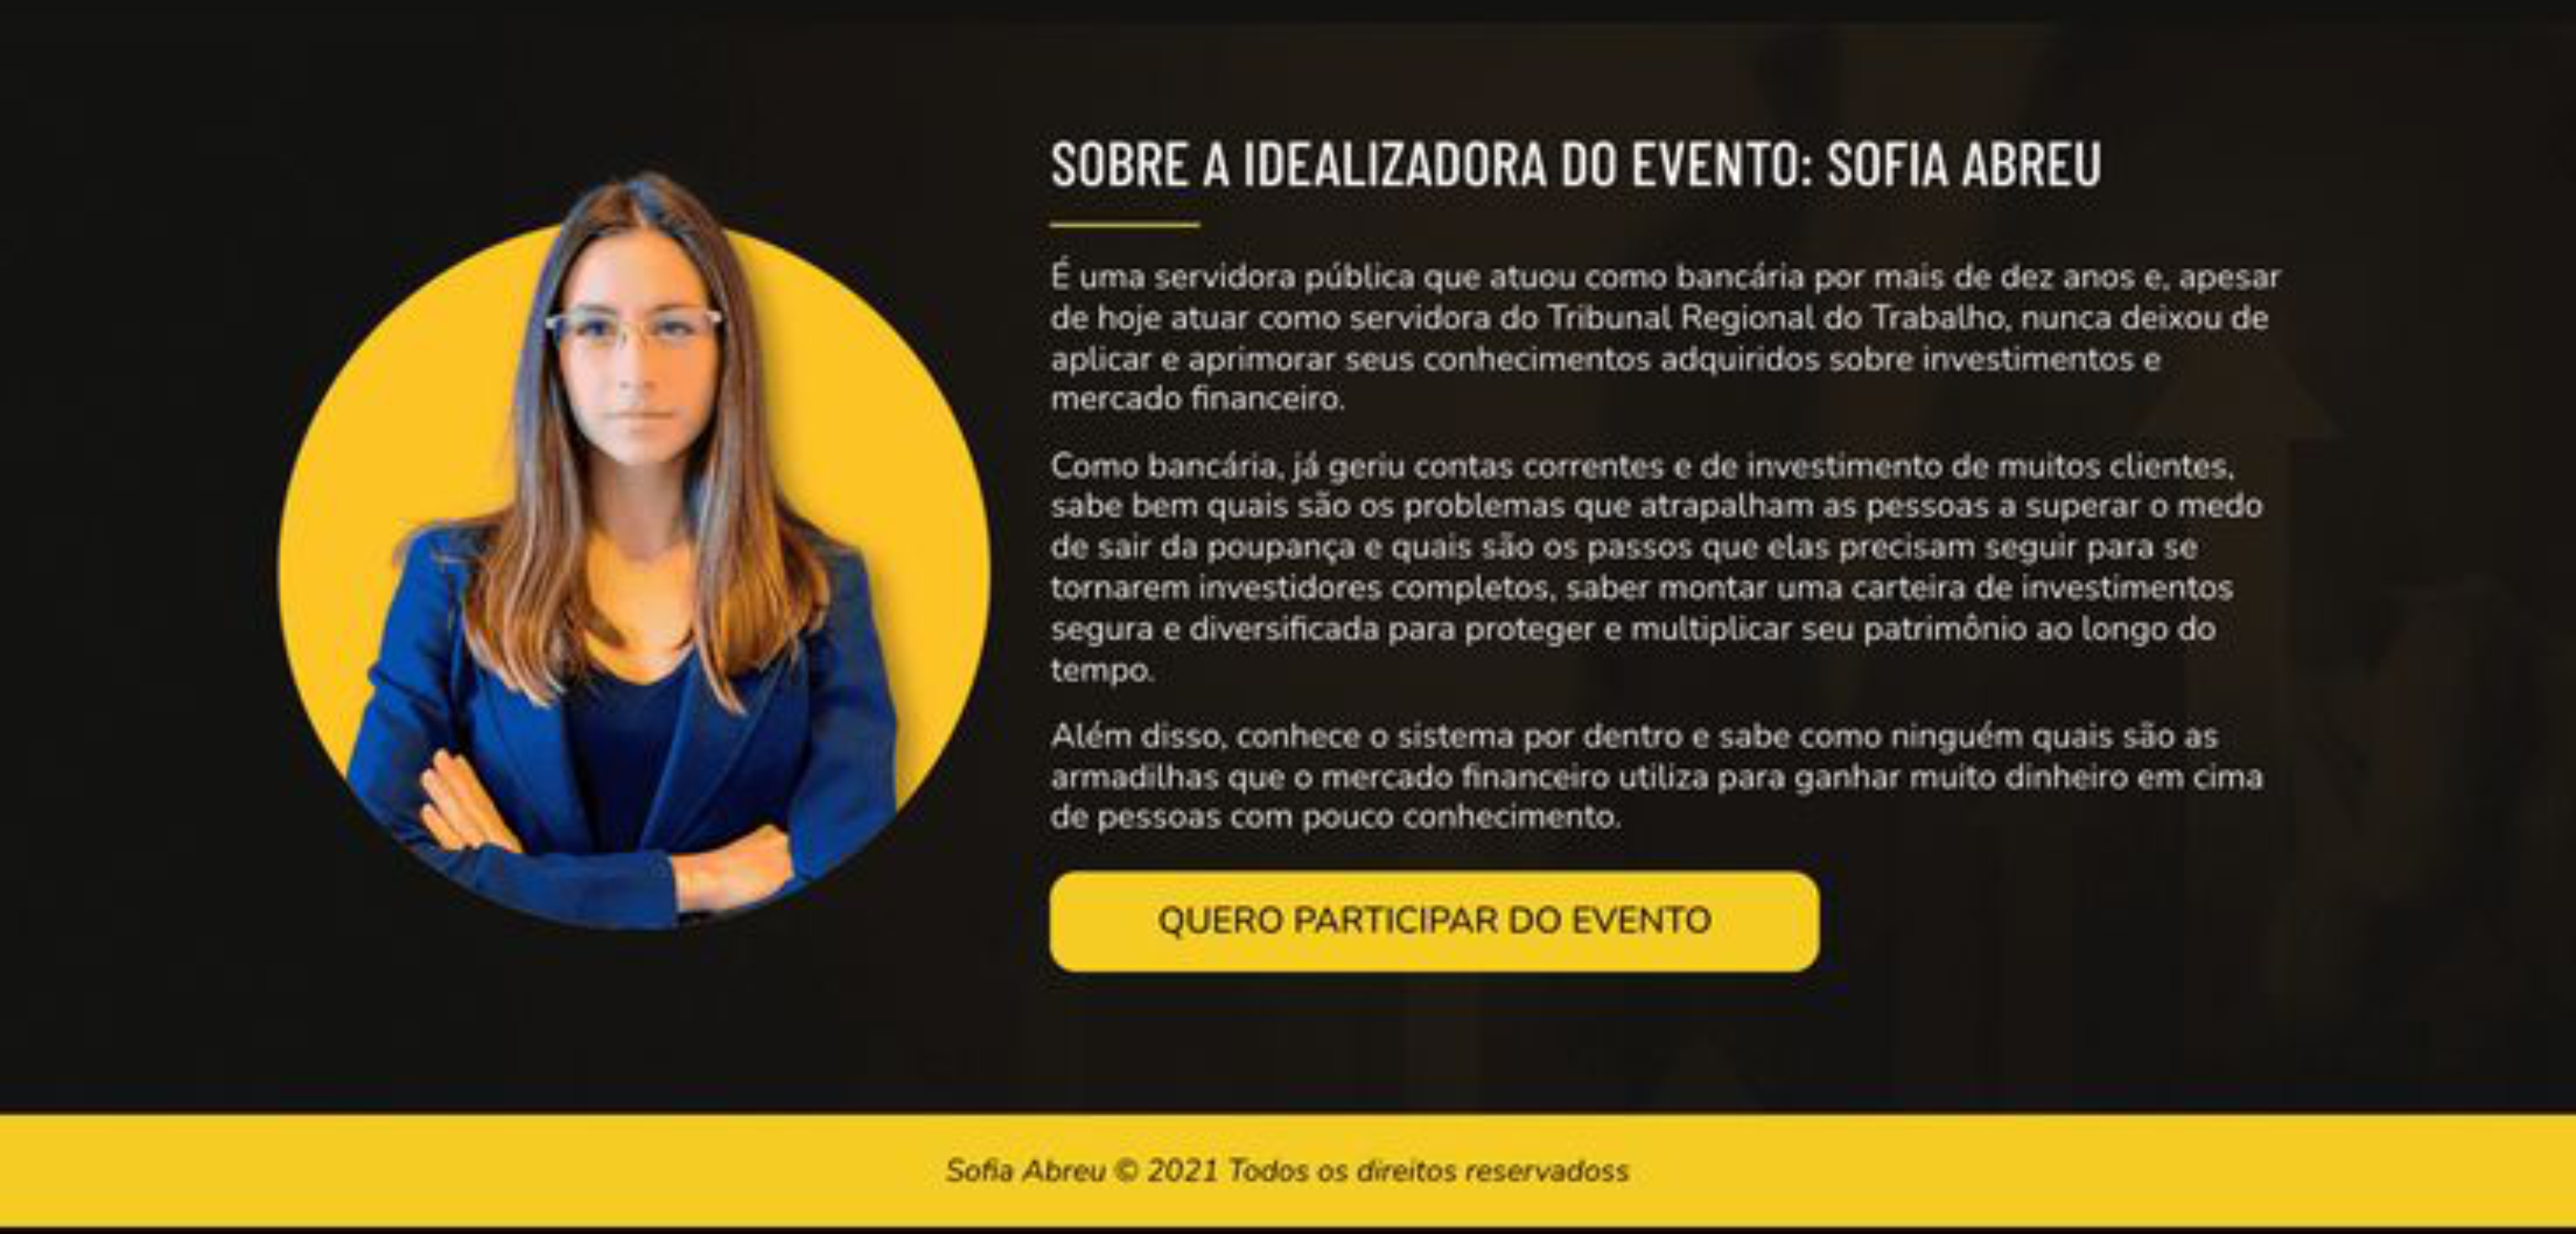 SOBRE A IDEALIZADORA DO EVENTO: SOFIA ABREU
É uma servidora pública que atuou como bancária por mais de dez anos e, apesar
de hoje atuar como servidora do Tribunal Regional do Trabalho, nunca deixou de
aplicar e aprimorar seus conhecimentos adquiridos sobre investimentos e
mercado financeiro.
Como bancária, já geriu contas correntes e de investimento de muitos clientes,
sabe bem quais são os problemas que atrapalham as pessoas a superar o medo
de sair da poupança e quais são os passos que elas precisam seguir para se
tornarem investidores completos, saber montar uma carteira de investimentos
segura e diversificada para proteger e multiplicar seu patrimônio ao longo do
tempo.
Além disso, conhece o sistema por dentro e sabe como ninguém quais são as
armadilhas que o mercado financeiro utiliza para ganhar muito dinheiro em cima
de pessoas com pouco conhecimento.
QUERO PARTICIPAR DO EVENTO
Sofia Abreu © 2021 Todos os direitos reservadoss